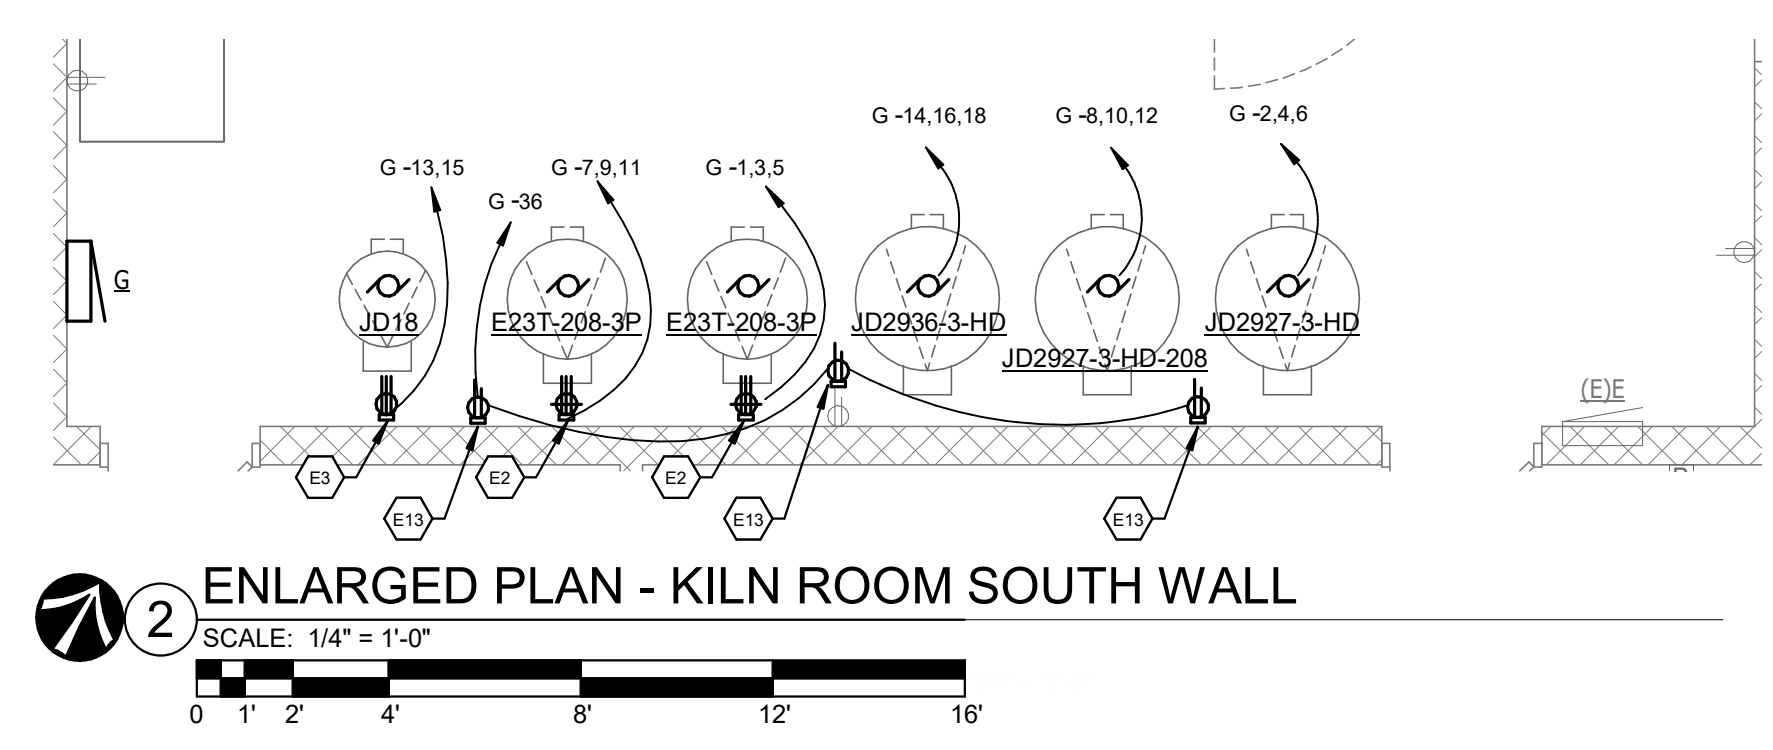 G -14,16,18
G -8,10,12
G -2,4,6
G -13,15
G -7,9,11
G -1,3,5
G -36
G
JD18
E23T-208-3P
E23T-208-3P
JD2936-3-HD
JD2927-3-HD
JD2927-3-HD-208
(E)E
E3
E2
E2
E13
E13
E13
2
ENLARGED PLAN - KILN ROOM SOUTH WALL
SCALE: 1/4" = 1'-0"
0 1' 2' 4' 8' 12' 16'